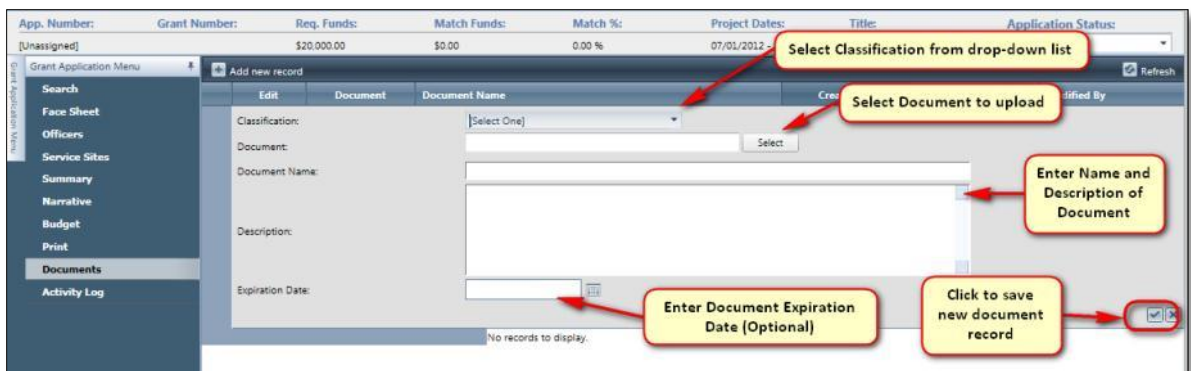 App. Number: Grant Number: Req. Funds: Match Funds: Match %: Project Dates: Title: Application Status:
[Unassigned] $20,000.00 $0.00 0.00 % 07/01/2012 -
Select Classification from drop-down list
Grant Application Menu
Grant Application Menu
Add new record Refresh
Search
Edit Document Document Name
Select Document to upload
Face Sheet
Classification: [Select One]
Officers
Document: Select
Service Sites
Document Name:
Summary
Enter Name and
Description of
Document
Narrative
Budget
Description:
Print
Documents
Activity Log
Expiration Date:
Enter Document Expiration
Date (Optional)
Click to save
new document
record
No records to display.